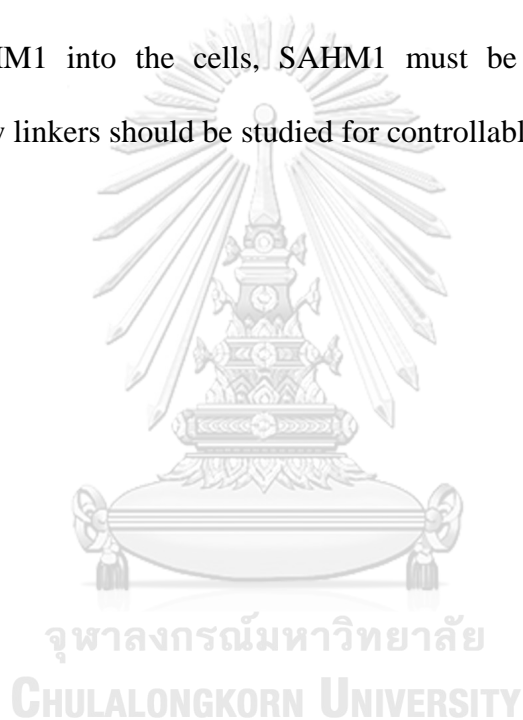 HM1 into the cells, SAHM1 must be
linkers should be studied for controllabl
จุฬาลงกรณ์มหาวิทยาลัย
CHULALONGKORN UNIVERSITY